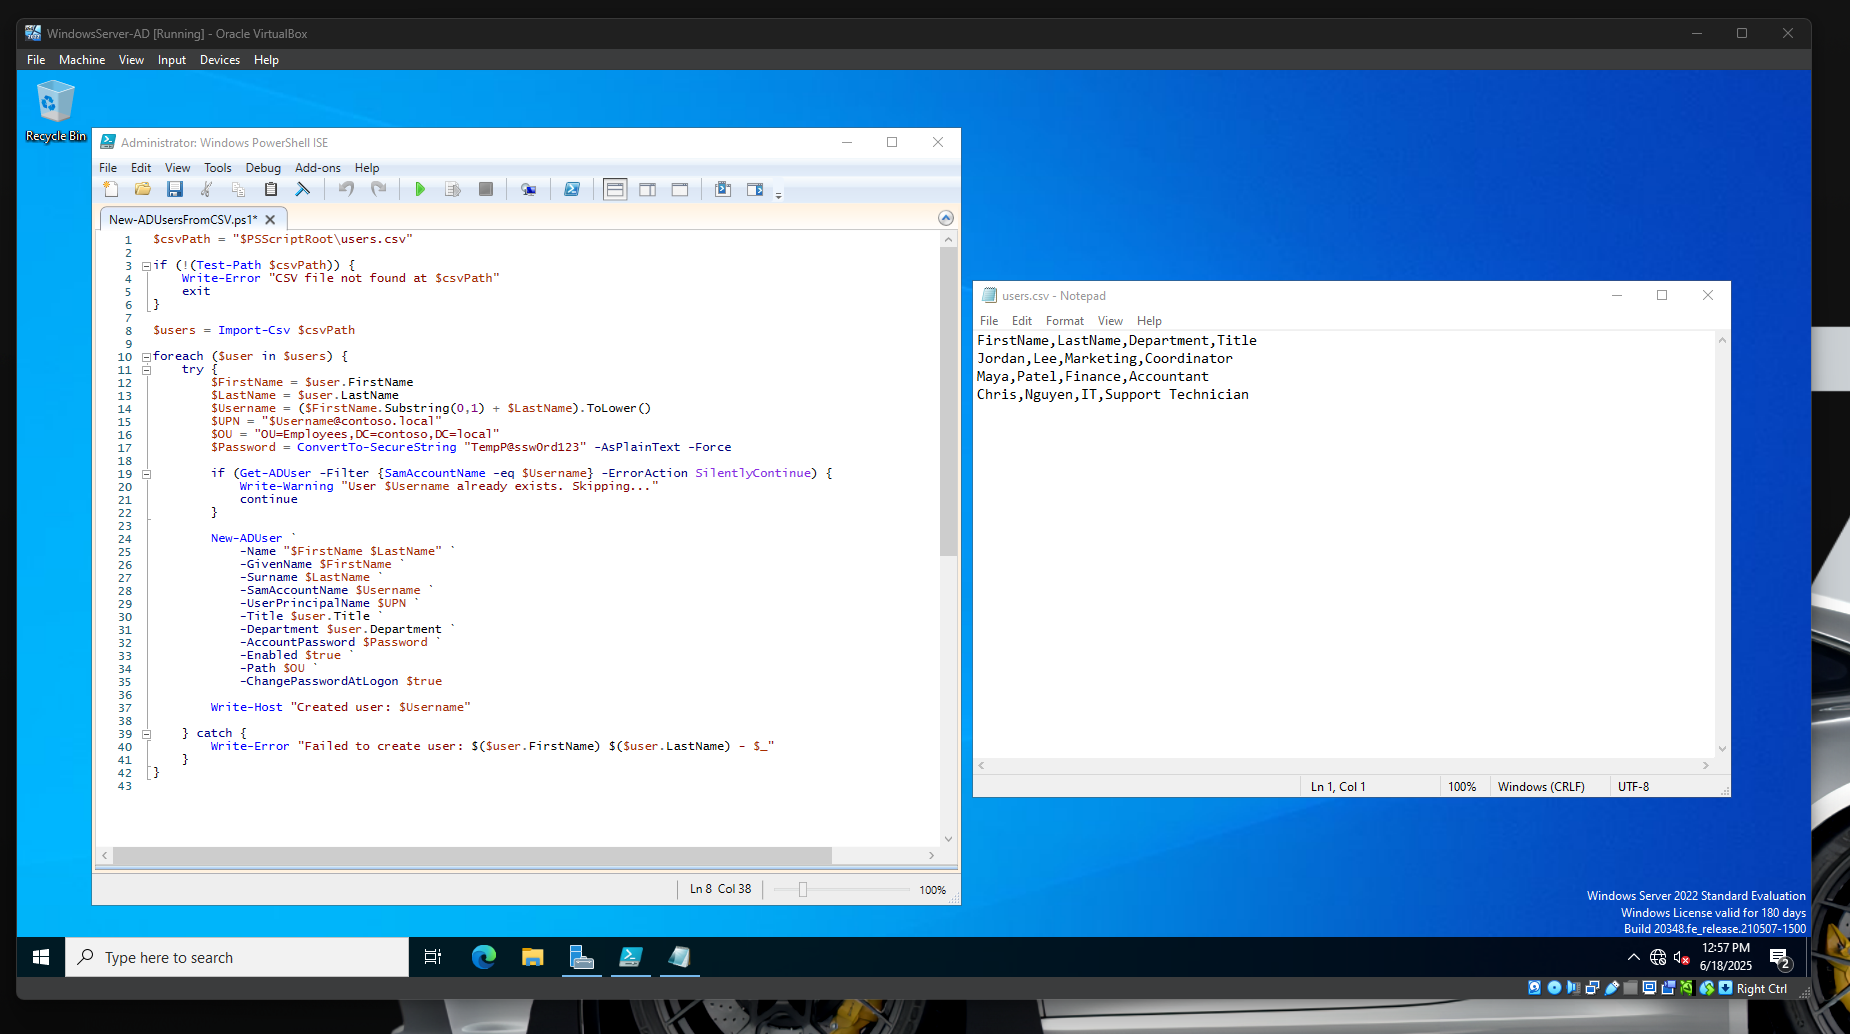 WindowsServer-AD [Running] - Oracle VirtualBox
File Machine View Input Devices Help
Recycle Bin
Administrator: Windows PowerShell ISE
File Edit View Tools Debug Add-ons Help
New-ADUsersFromCSV.ps1* X
1 $csvPath = "$PSScriptRoot\users.csv"
2
3 if (!(Test-Path $csvPath)) {
4     Write-Error "CSV file not found at $csvPath"
5     exit
6 }
7
8 $users = Import-Csv $csvPath
9
10 foreach ($user in $users) {
11     try {
12         $FirstName = $user.FirstName
13         $LastName = $user.LastName
14         $Username = ($FirstName.Substring(0,1) + $LastName).ToLower()
15         $UPN = "$Username@contoso.local"
16         $OU = "OU=Employees,DC=contoso,DC=local"
17         $Password = ConvertTo-SecureString "TempP@ssw0rd123" -AsPlainText -Force
18
19         if (Get-ADUser -Filter {SamAccountName -eq $Username} -ErrorAction SilentlyContinue) {
20             Write-Warning "User $Username already exists. Skipping..."
21             continue
22         }
23
24         New-ADUser `
25             -Name "$FirstName $LastName" `
26             -GivenName $FirstName `
27             -Surname $LastName `
28             -SamAccountName $Username `
29             -UserPrincipalName $UPN `
30             -Title $user.Title `
31             -Department $user.Department `
32             -AccountPassword $Password `
33             -Enabled $true `
34             -Path $OU `
35             -ChangePasswordAtLogon $true
36
37         Write-Host "Created user: $Username"
38
39     } catch {
40         Write-Error "Failed to create user: $($user.FirstName) $($user.LastName) - $_"
41     }
42 }
43
Ln 8 Col 38 100%
users.csv - Notepad
File Edit Format View Help
FirstName,LastName,Department,Title
Jordan,Lee,Marketing,Coordinator
Maya,Patel,Finance,Accountant
Chris,Nguyen,IT,Support Technician
Ln 1, Col 1 100% Windows (CRLF) UTF-8
Windows Server 2022 Standard Evaluation
Windows License valid for 180 days
Build 20348.fe_release.210507-1500
Type here to search
12:57 PM
6/18/2025
2
Right Ctrl